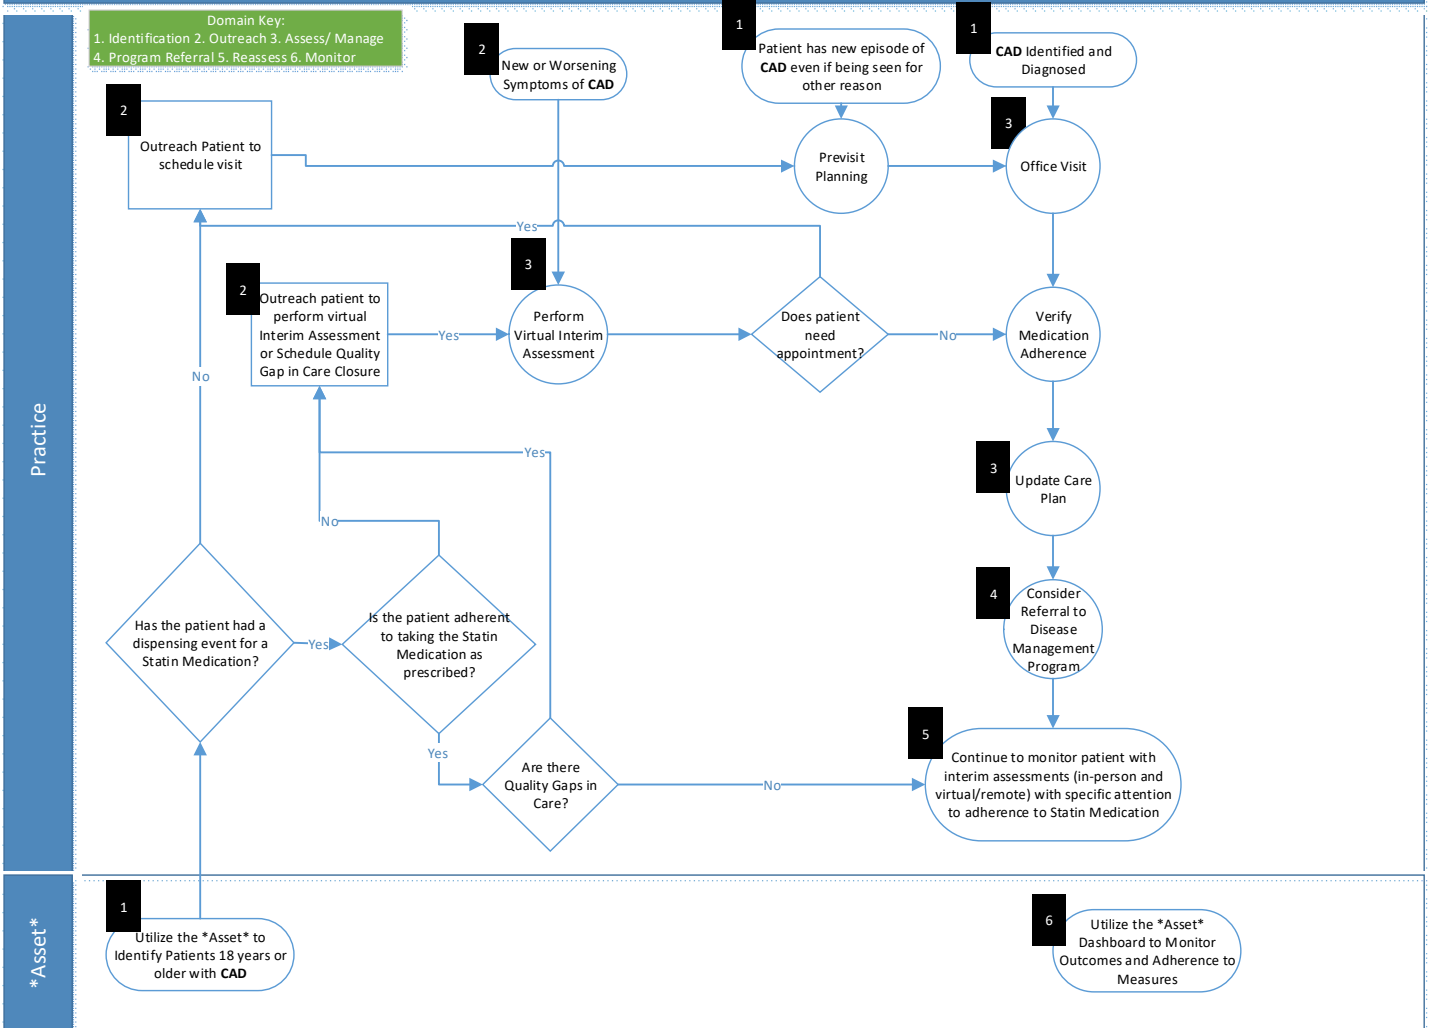 Domain Key:
1. Identification 2. Outreach 3. Assess/ Manage
4. Program Referral 5. Reassess 6. Monitor
Practice
2
New or Worsening
Symptoms of CAD
1
Patient has new episode of
CAD even if being seen for
other reason
1
CAD Identified and
Diagnosed
2
Outreach Patient to
schedule visit
Previsit
Planning
3
Office Visit
Yes
2
Outreach patient to
perform virtual
Interim Assessment
or Schedule Quality
Gap in Care Closure
Yes
3
Perform
Virtual Interim
Assessment
Does patient
need
appointment?
No
Verify
Medication
Adherence
No
Yes
No
3
Update Care
Plan
Has the patient had a
dispensing event for a
Statin Medication?
Yes
Is the patient adherent
to taking the Statin
Medication as
prescribed?
4
Consider
Referral to
Disease
Management
Program
Yes
Are there
Quality Gaps in
Care?
No
5
Continue to monitor patient with
interim assessments (in-person and
virtual/remote) with specific attention
to adherence to Statin Medication
*Asset*
1
Utilize the *Asset* to
Identify Patients 18 years or
older with CAD
6
Utilize the *Asset*
Dashboard to Monitor
Outcomes and Adherence to
Measures